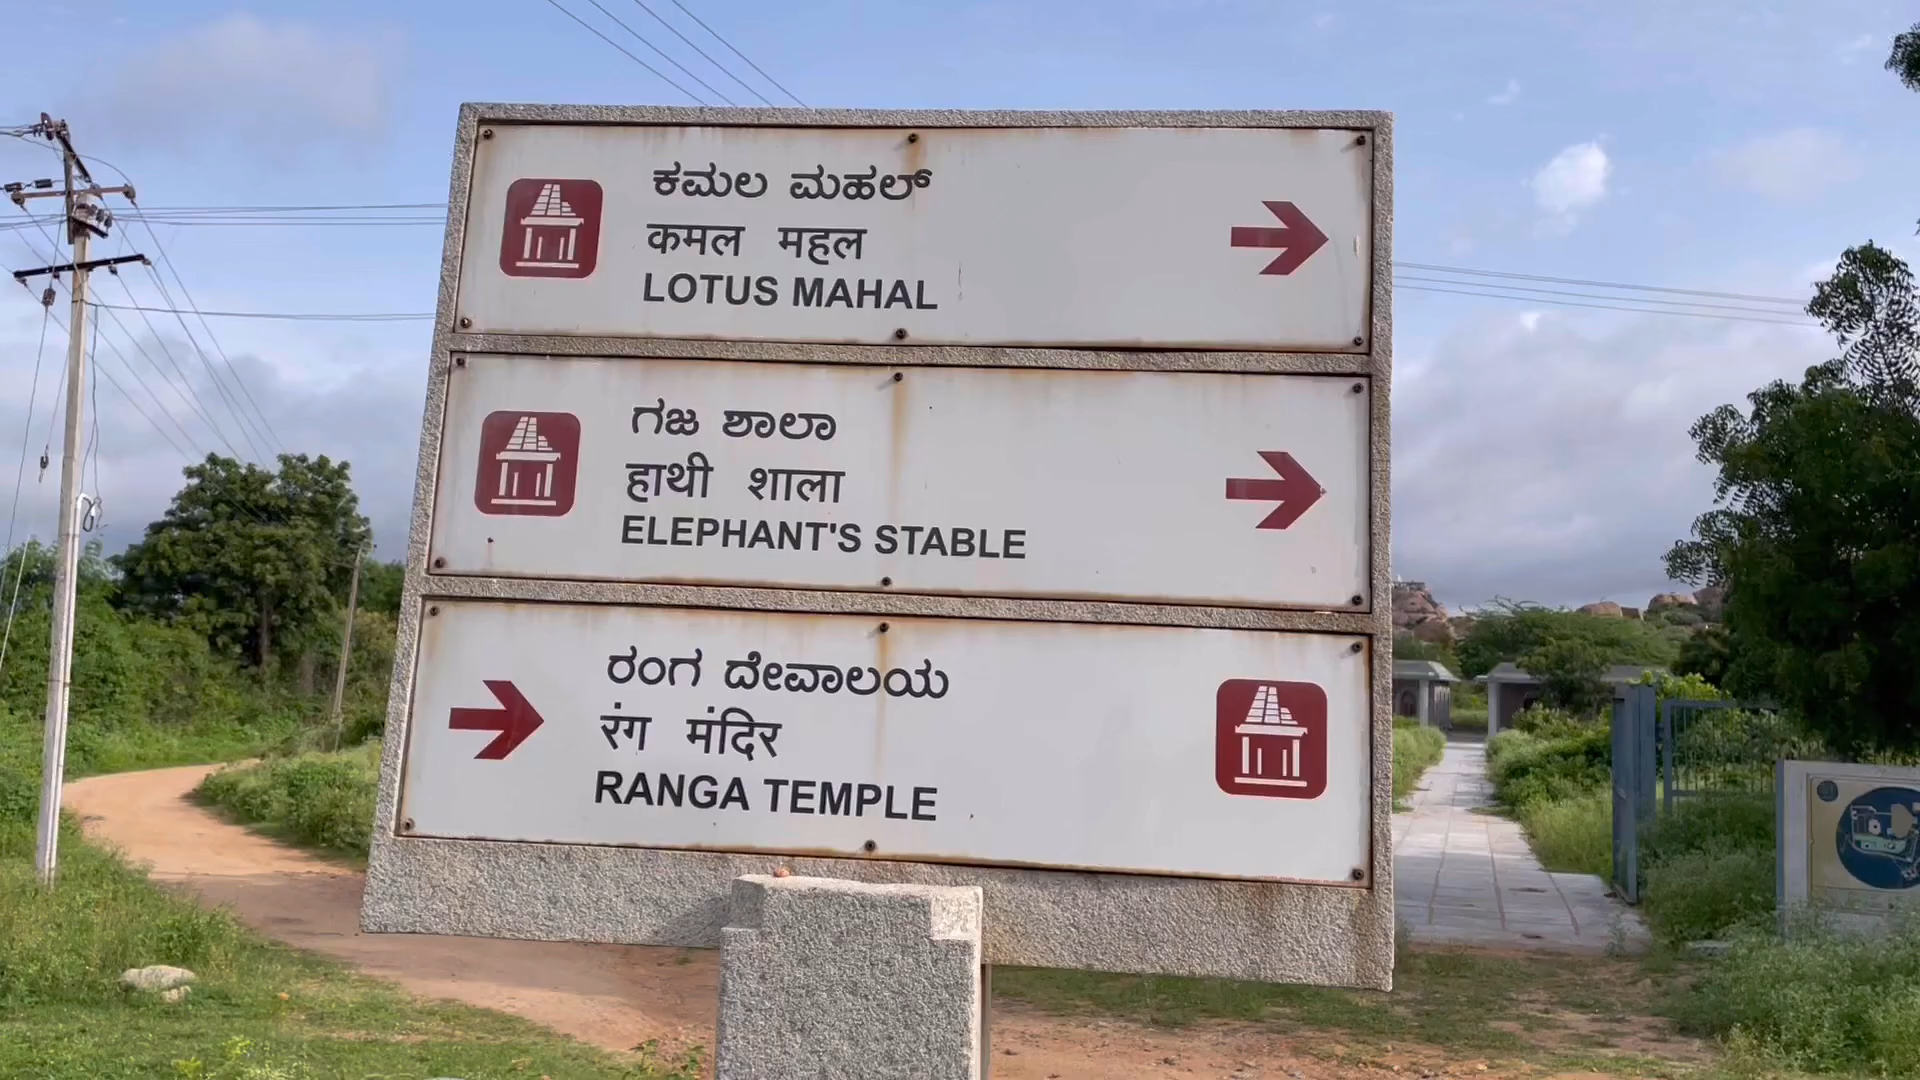 ಕಮಲ ಮಹಲ್
कमल महल
LOTUS MAHAL
ಗಜ ಶಾಲಾ
हाथी शाला
ELEPHANT'S STABLE
ರಂಗ ದೇವಾಲಯ
रंग मंदिर
RANGA TEMPLE